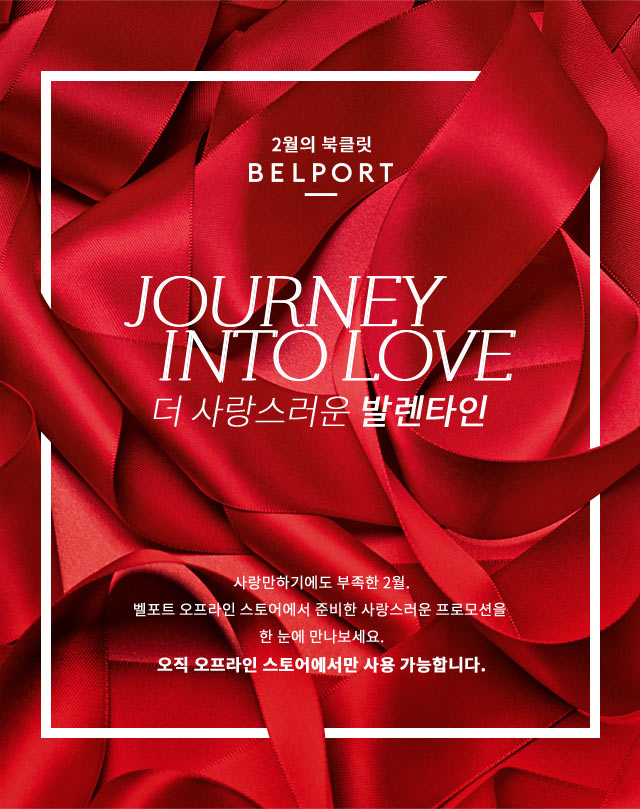 2월의 북클릿
BELPORT
JOURNEY
INTO LOVE
더 사랑스러운 발렌타인
사랑만하기에도 부족한 2월.
벨포트 오프라인 스토어에서 준비한 사랑스러운 프로모션을
한 눈에 만나보세요.
오직 오프라인 스토어에서만 사용 가능합니다.